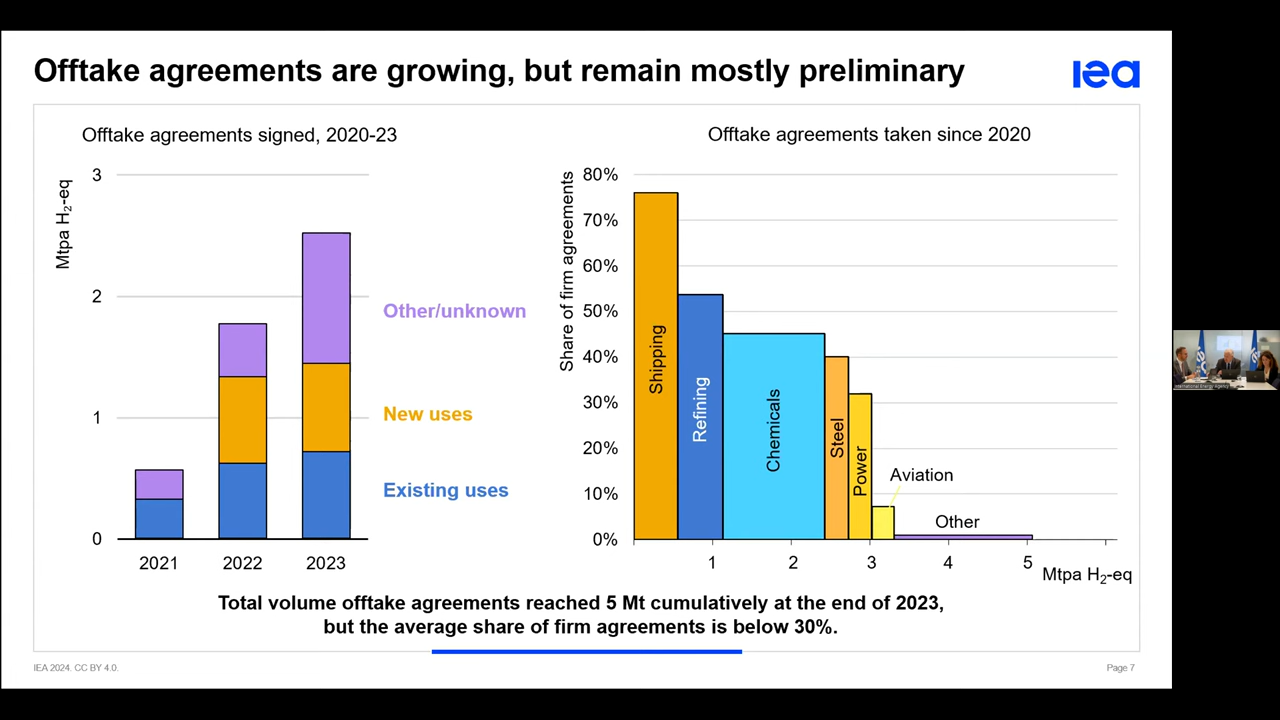 Offtake agreements are growing, but remain mostly preliminary
iea
Offtake agreements signed, 2020-23
Mtpa H₂-eq
3
2
1
0
2021
2022
2023
Other/unknown
New uses
Existing uses
Offtake agreements taken since 2020
Share of firm agreements
80%
70%
60%
50%
40%
30%
20%
10%
0%
Shipping
Refining
Chemicals
Steel
Power
Aviation
Other
1
2
3
4
5
Mtpa H₂-eq
Total volume offtake agreements reached 5 Mt cumulatively at the end of 2023,
but the average share of firm agreements is below 30%.
IEA 2024. CC BY 4.0.
Page 7
International Energy Agency